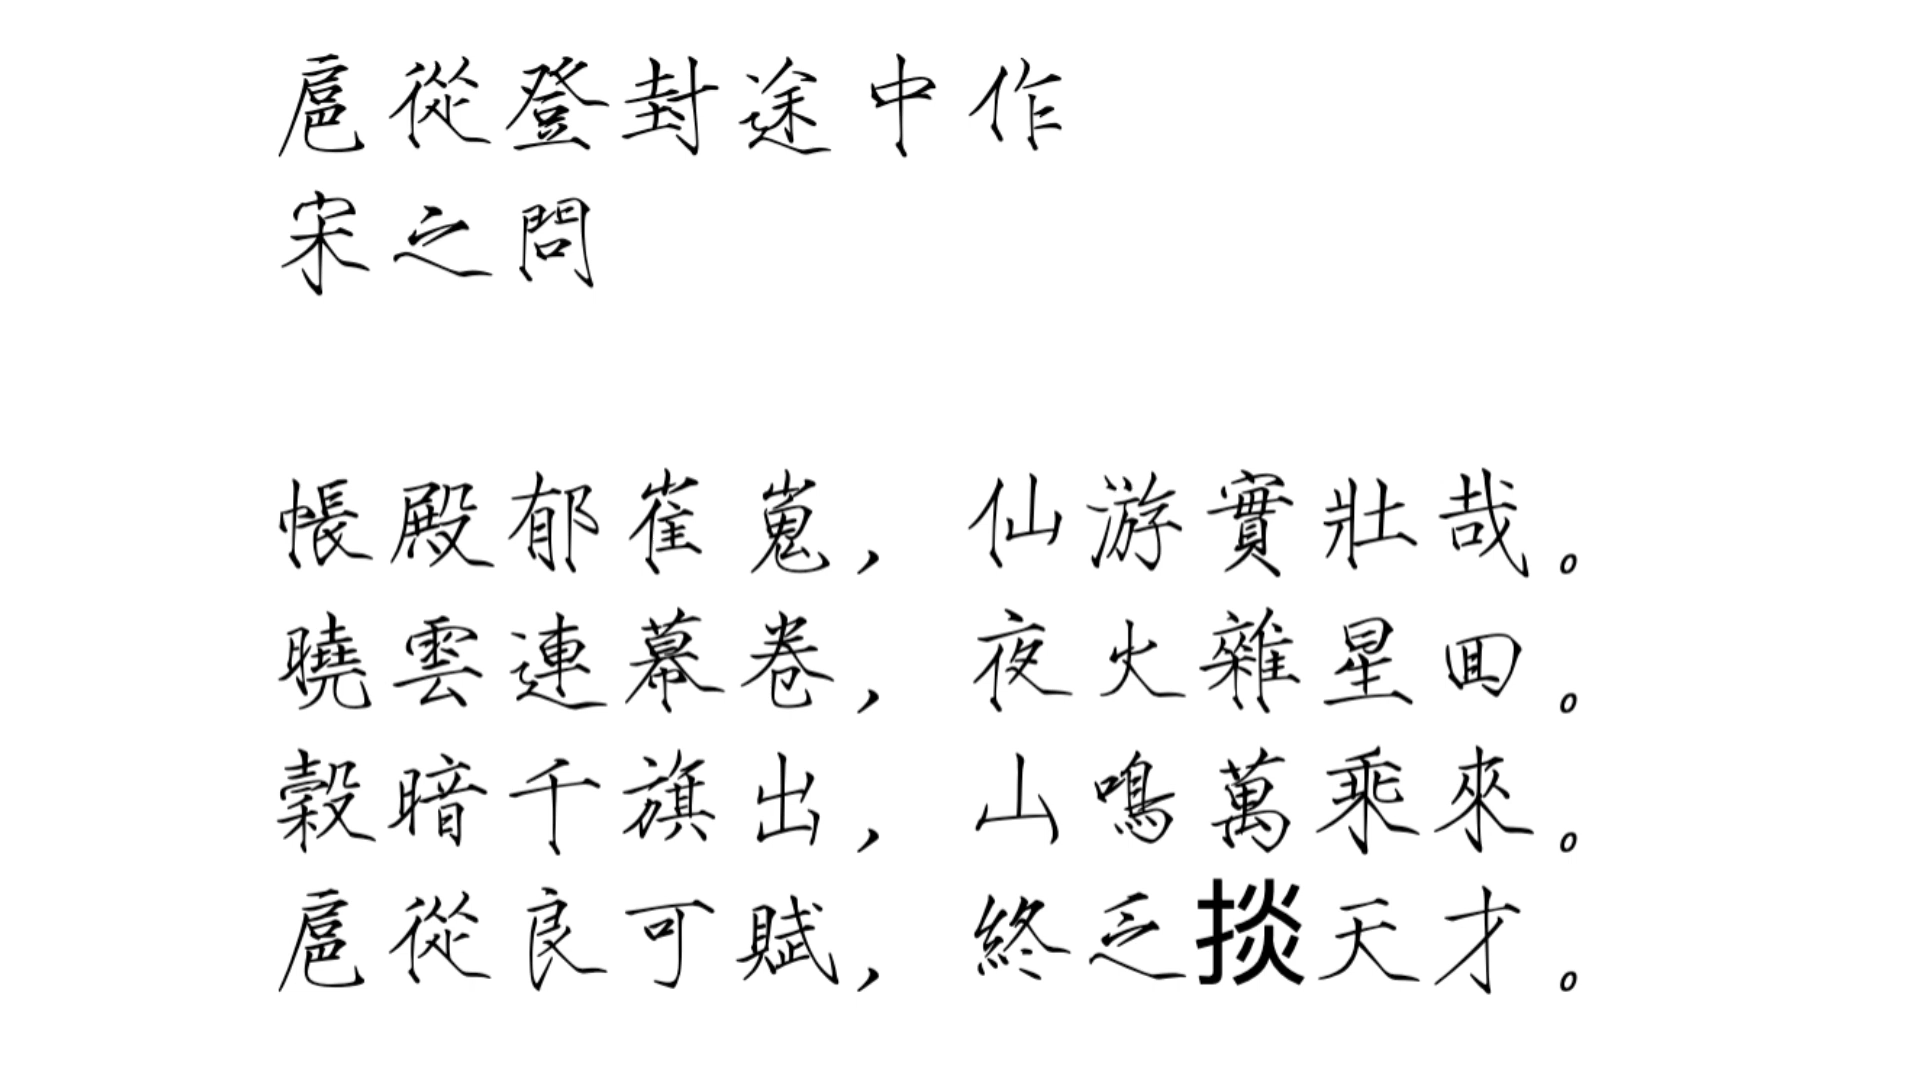 扈從登封途中作
宋之問
帳殿郁崔嵬，仙游實壯哉。
曉雲連幕卷，夜火雜星回。
穀暗千旗出，山鳴萬乘來。
扈從良可賦，終乏掞天才。